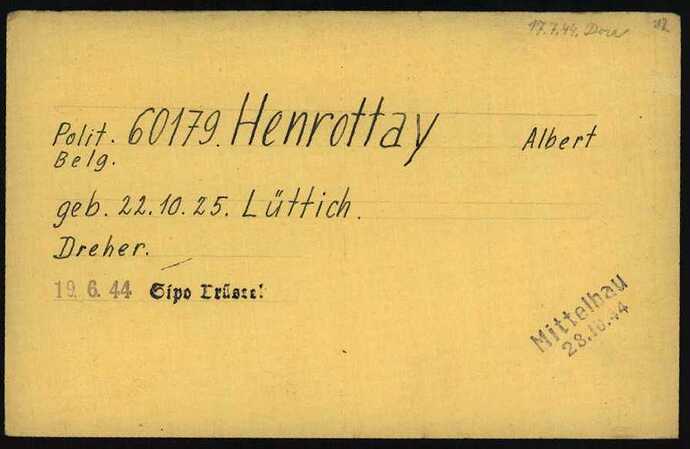 17.7.44. Dora
Polit. 60179. Henrottay Albert
Belg.
geb. 22.10.25. Lüttich.
Dreher.
19. 6. 44 Sipo Brüssel
Mittelbau
28.10.44